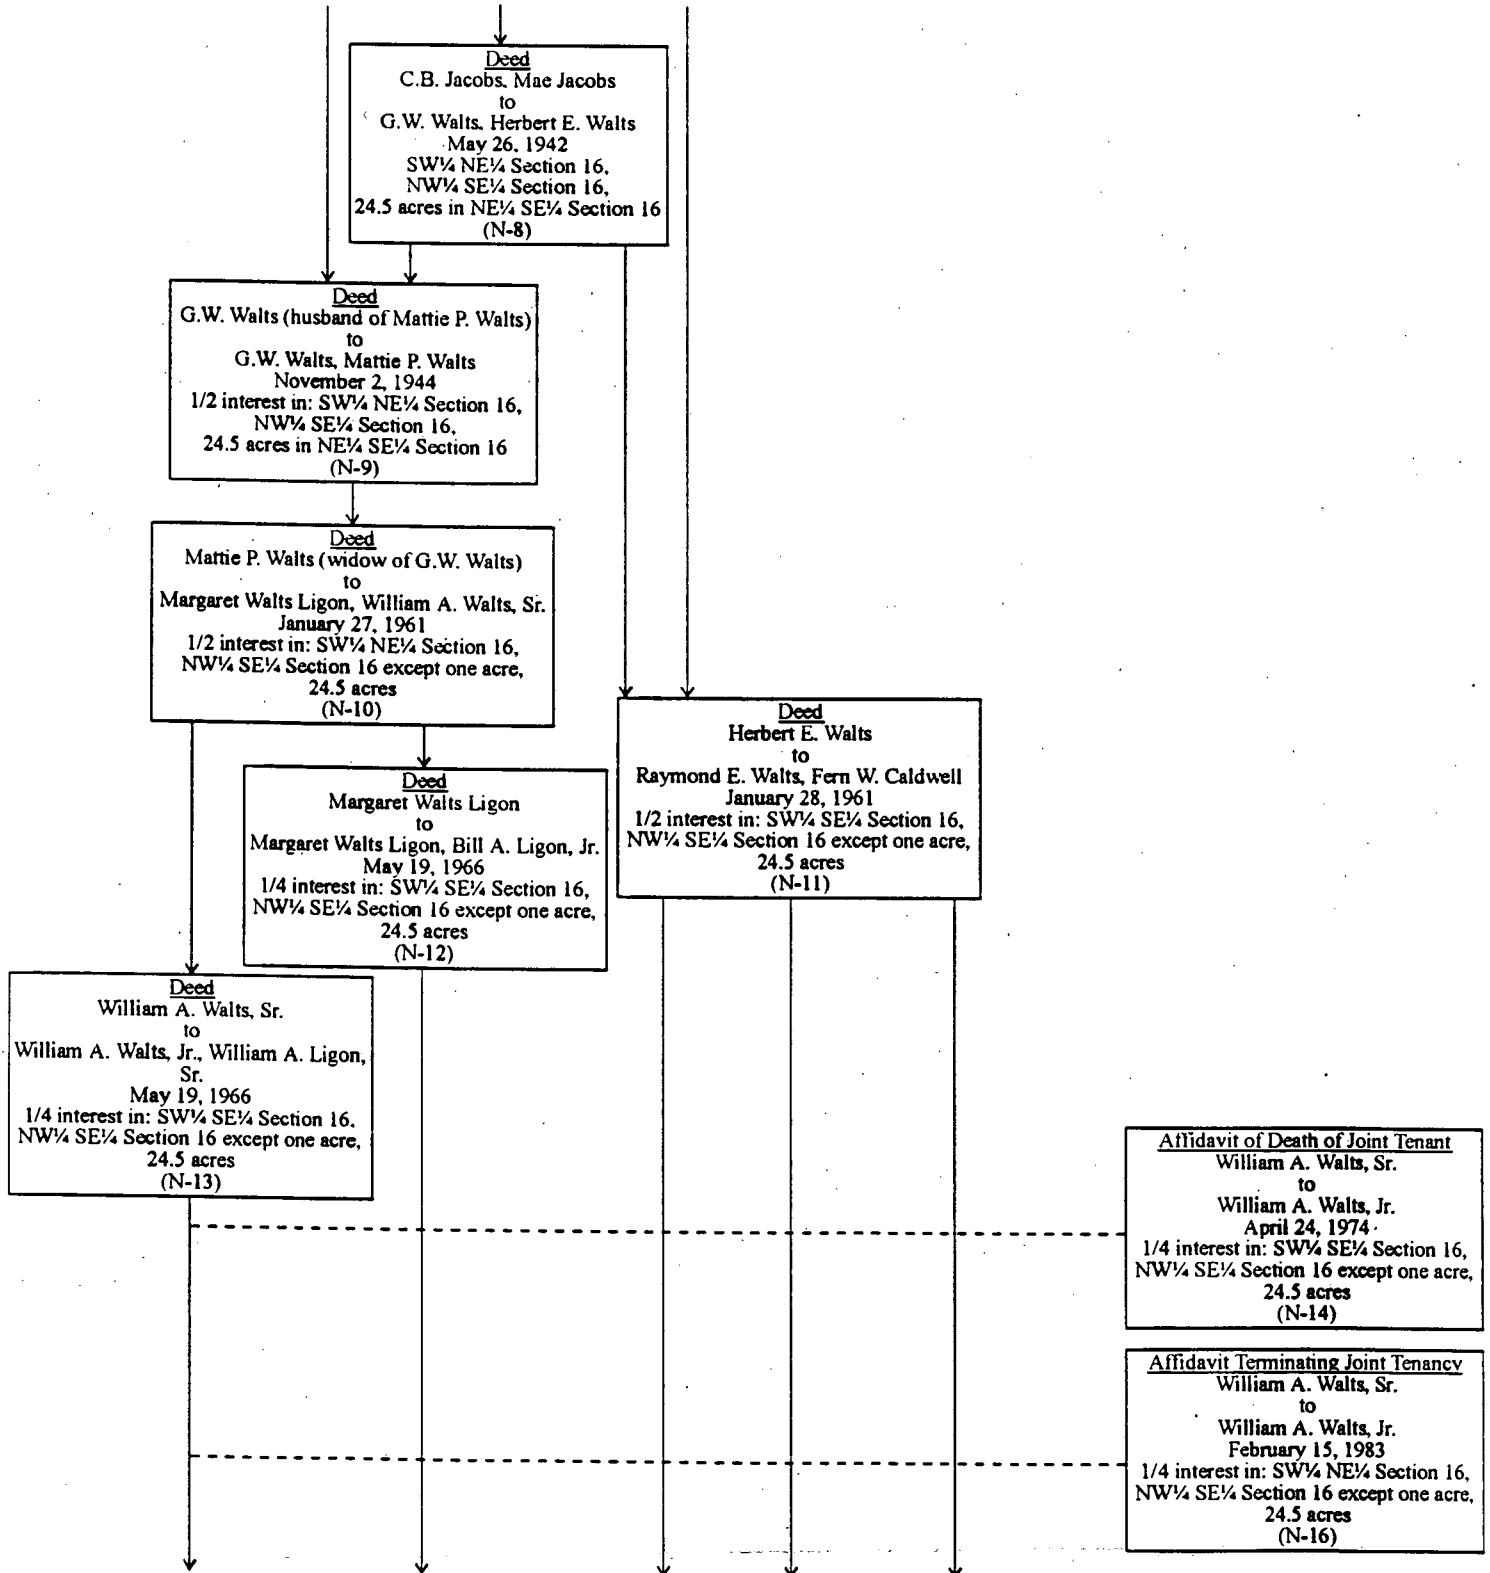 Deed
C.B. Jacobs, Mae Jacobs
to
G.W. Walts, Herbert E. Walts
May 26, 1942
SW¼ NE¼ Section 16,
NW¼ SE¼ Section 16,
24.5 acres in NE¼ SE¼ Section 16
(N-8)
Deed
G.W. Walts (husband of Mattie P. Walts)
to
G.W. Walts, Mattie P. Walts
November 2, 1944
1/2 interest in: SW¼ NE¼ Section 16,
NW¼ SE¼ Section 16,
24.5 acres in NE¼ SE¼ Section 16
(N-9)
Deed
Mattie P. Walts (widow of G.W. Walts)
to
Margaret Walts Ligon, William A. Walts, Sr.
January 27, 1961
1/2 interest in: SW¼ NE¼ Section 16,
NW¼ SE¼ Section 16 except one acre,
24.5 acres
(N-10)
Deed
Herbert E. Walts
to
Raymond E. Walts, Fern W. Caldwell
January 28, 1961
1/2 interest in: SW¼ SE¼ Section 16,
NW¼ SE¼ Section 16 except one acre,
24.5 acres
(N-11)
Deed
Margaret Walts Ligon
to
Margaret Walts Ligon, Bill A. Ligon, Jr.
May 19, 1966
1/4 interest in: SW¼ SE¼ Section 16,
NW¼ SE¼ Section 16 except one acre,
24.5 acres
(N-12)
Deed
William A. Walts, Sr.
to
William A. Walts, Jr., William A. Ligon,
Sr.
May 19, 1966
1/4 interest in: SW¼ SE¼ Section 16,
NW¼ SE¼ Section 16 except one acre,
24.5 acres
(N-13)
Affidavit of Death of Joint Tenant
William A. Walts, Sr.
to
William A. Walts, Jr.
April 24, 1974
1/4 interest in: SW¼ SE¼ Section 16,
NW¼ SE¼ Section 16 except one acre,
24.5 acres
(N-14)
Affidavit Terminating Joint Tenancy
William A. Walts, Sr.
to
William A. Walts, Jr.
February 15, 1983
1/4 interest in: SW¼ NE¼ Section 16,
NW¼ SE¼ Section 16 except one acre,
24.5 acres
(N-16)